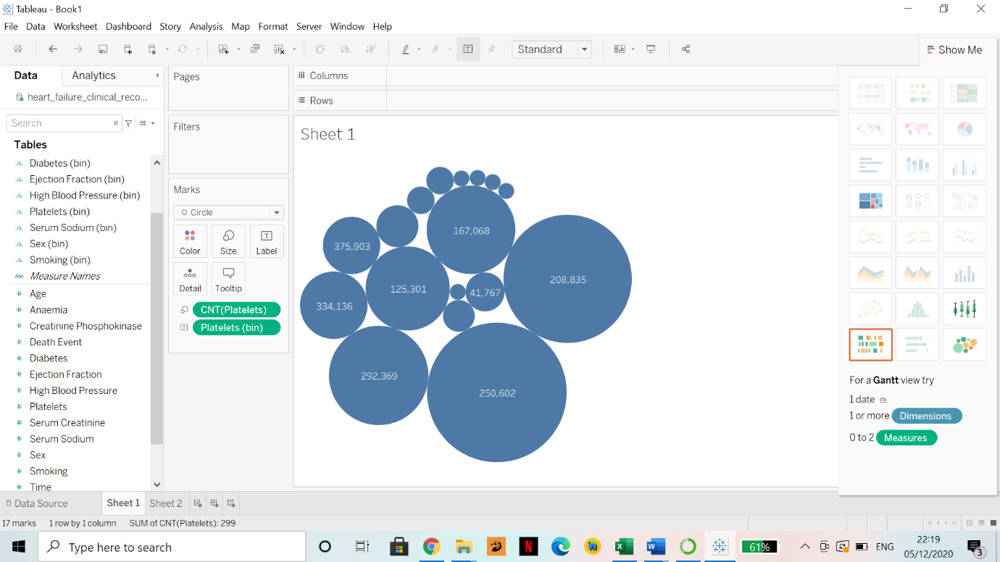 Tableau - Book1
File Data Worksheet Dashboard Story Analysis Map Format Server Window Help
Standard
Show Me
Data Analytics
heart_failure_clinical_reco...
Search
Tables
Diabetes (bin)
Ejection Fraction (bin)
High Blood Pressure (bin)
Platelets (bin)
Serum Sodium (bin)
Sex (bin)
Smoking (bin)
Abc Measure Names
Age
Anaemia
Creatinine Phosphokinase
Death Event
Diabetes
Ejection Fraction
High Blood Pressure
Platelets
Serum Creatinine
Serum Sodium
Sex
Smoking
Time
Pages
Filters
Marks
Circle
Color Size Label
Detail Tooltip
CNT(Platelets)
Platelets (bin)
Columns
Rows
Sheet 1
167,068
375,903
208,835
125,301
41,767
334,136
292,369
250,602
For a Gantt view try
1 date
1 or more Dimensions
0 to 2 Measures
Data Source Sheet 1 Sheet 2
17 marks 1 row by 1 column SUM of CNT(Platelets): 299
Type here to search
61%
ENG
22:19
05/12/2020
3